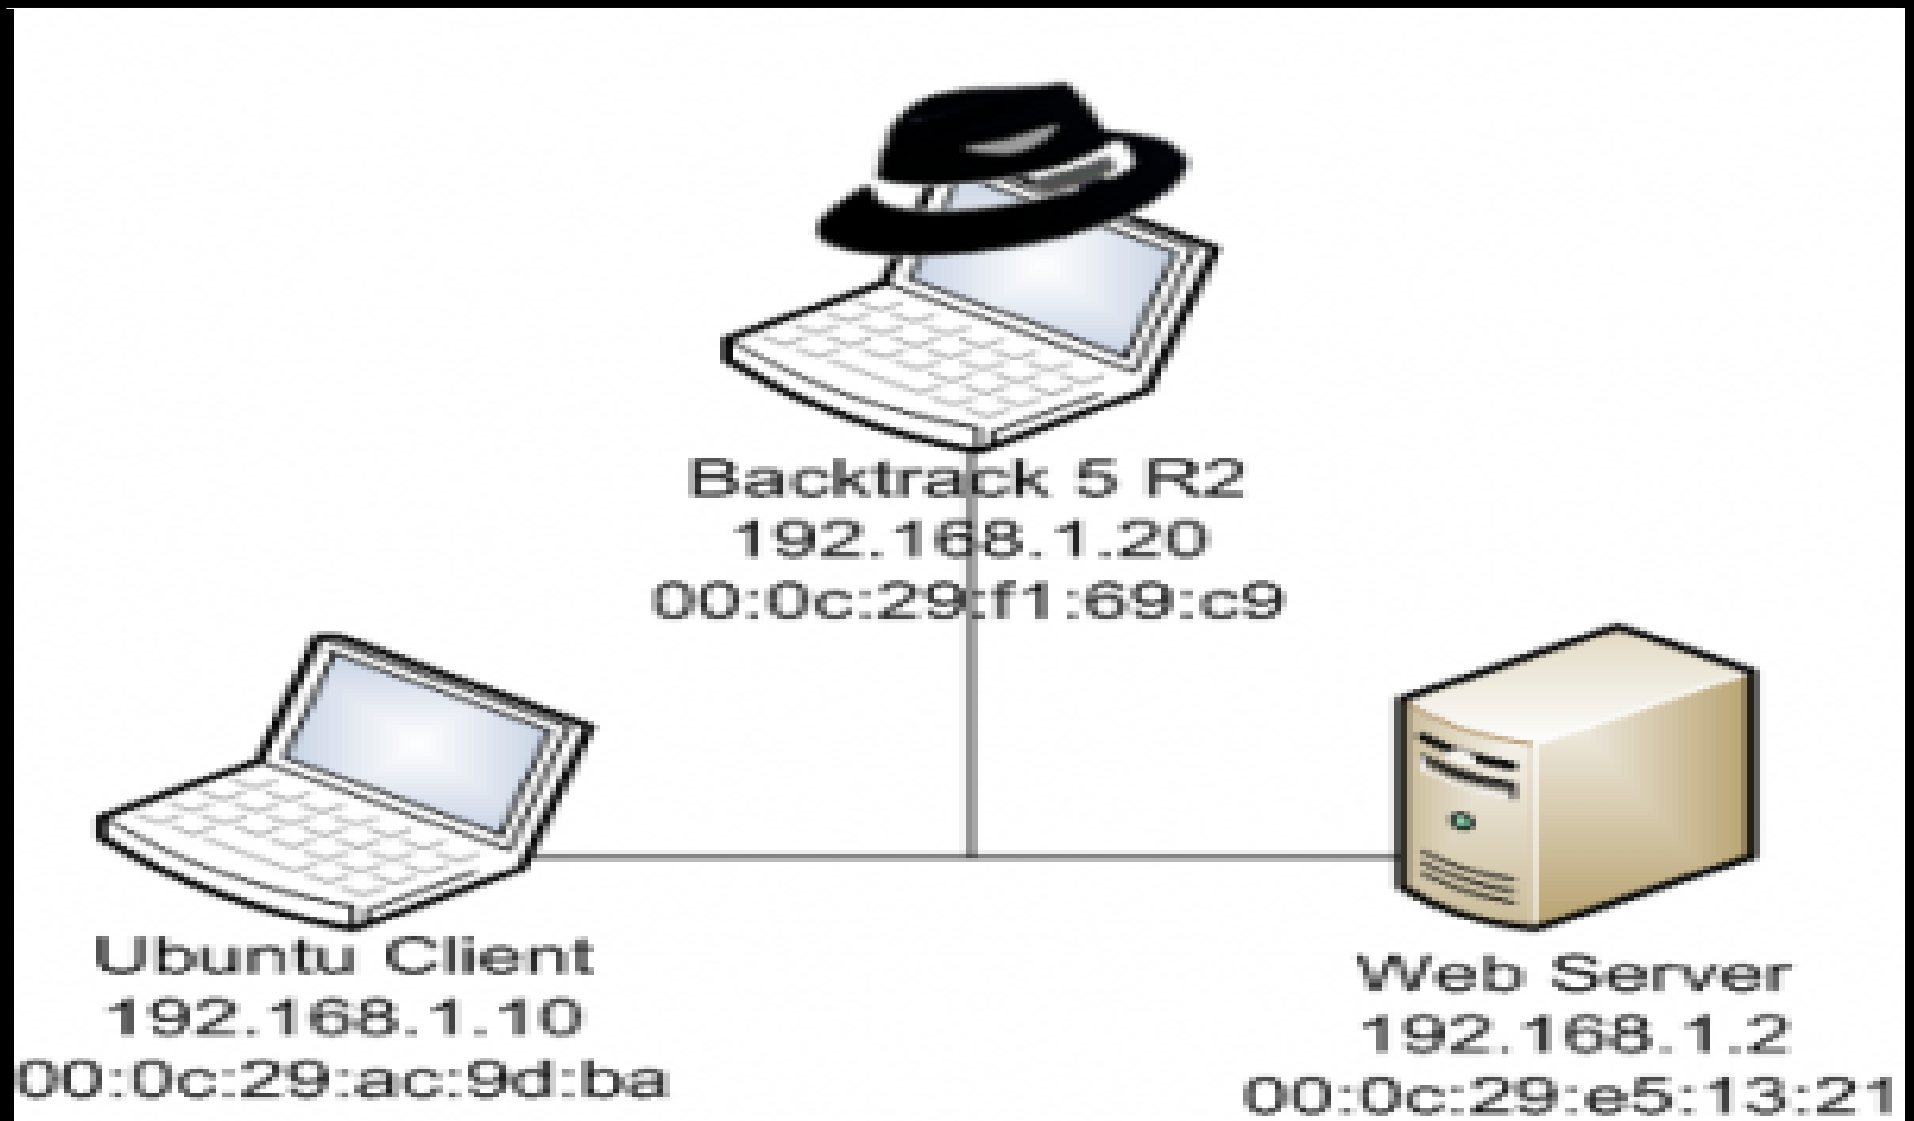 Backtrack 5 R2
192.168.1.20
00:0c:29:f1:69:c9
Ubuntu Client
192.168.1.10
00:0c:29:ac:9d:ba
Web Server
192.168.1.2
00:0c:29:e5:13:21